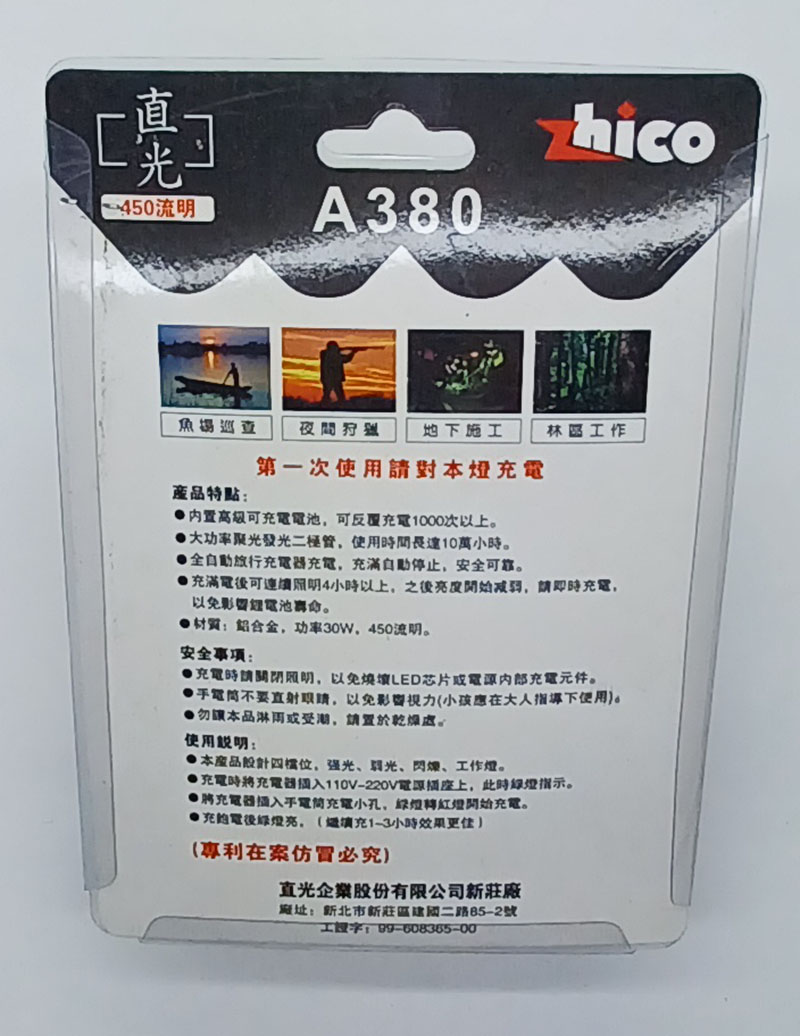 直光
zhico
450流明
A380
魚場巡查 夜間狩獵 地下施工 林區工作
第一次使用請對本燈充電
產品特點：
●內置高級可充電電池，可反覆充電1000次以上。
●大功率聚光發光二極管，使用時間長達10萬小時。
●全自動旅行充電器充電，充滿自動停止，安全可靠。
●充滿電後可連續照明4小時以上，之後亮度開始減弱，請即時充電，
以免影響鋰電池壽命。
●材質：鋁合金，功率30W，450流明。
安全事項：
●充電時請關閉照明，以免燒壞LED芯片或電源內部充電元件。
●手電筒不要直射眼睛，以免影響視力(小孩應在大人指導下使用)。
●勿讓本品淋雨或受潮，請置於乾燥處。
使用説明：
●本產品設計四檔位，强光、弱光、閃爍、工作燈。
●充電時將充電器插入110V-220V電源插座上，此時綠燈指示。
●將充電器插入手電筒充電小孔，綠燈轉紅燈開始充電。
●充飽電後綠燈亮，（繼續充1-3小時效果更佳）
(專利在案仿冒必究)
直光企業股份有限公司新莊廠
廠址：新北市新莊區建國二路85-2號
工證字：99-608365-00